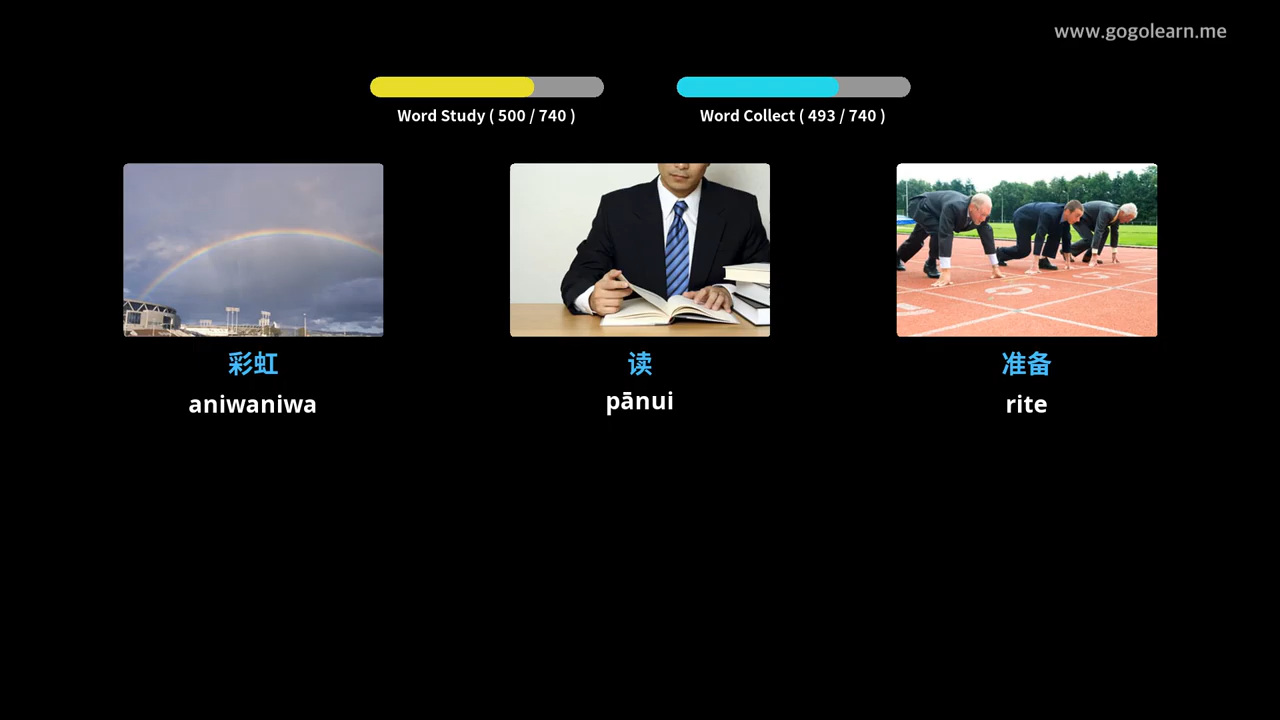 www.gogolearn.me
Word Study ( 500 / 740 )
Word Collect ( 493 / 740 )
彩虹
读
准备
aniwaniwa
pānui
rite